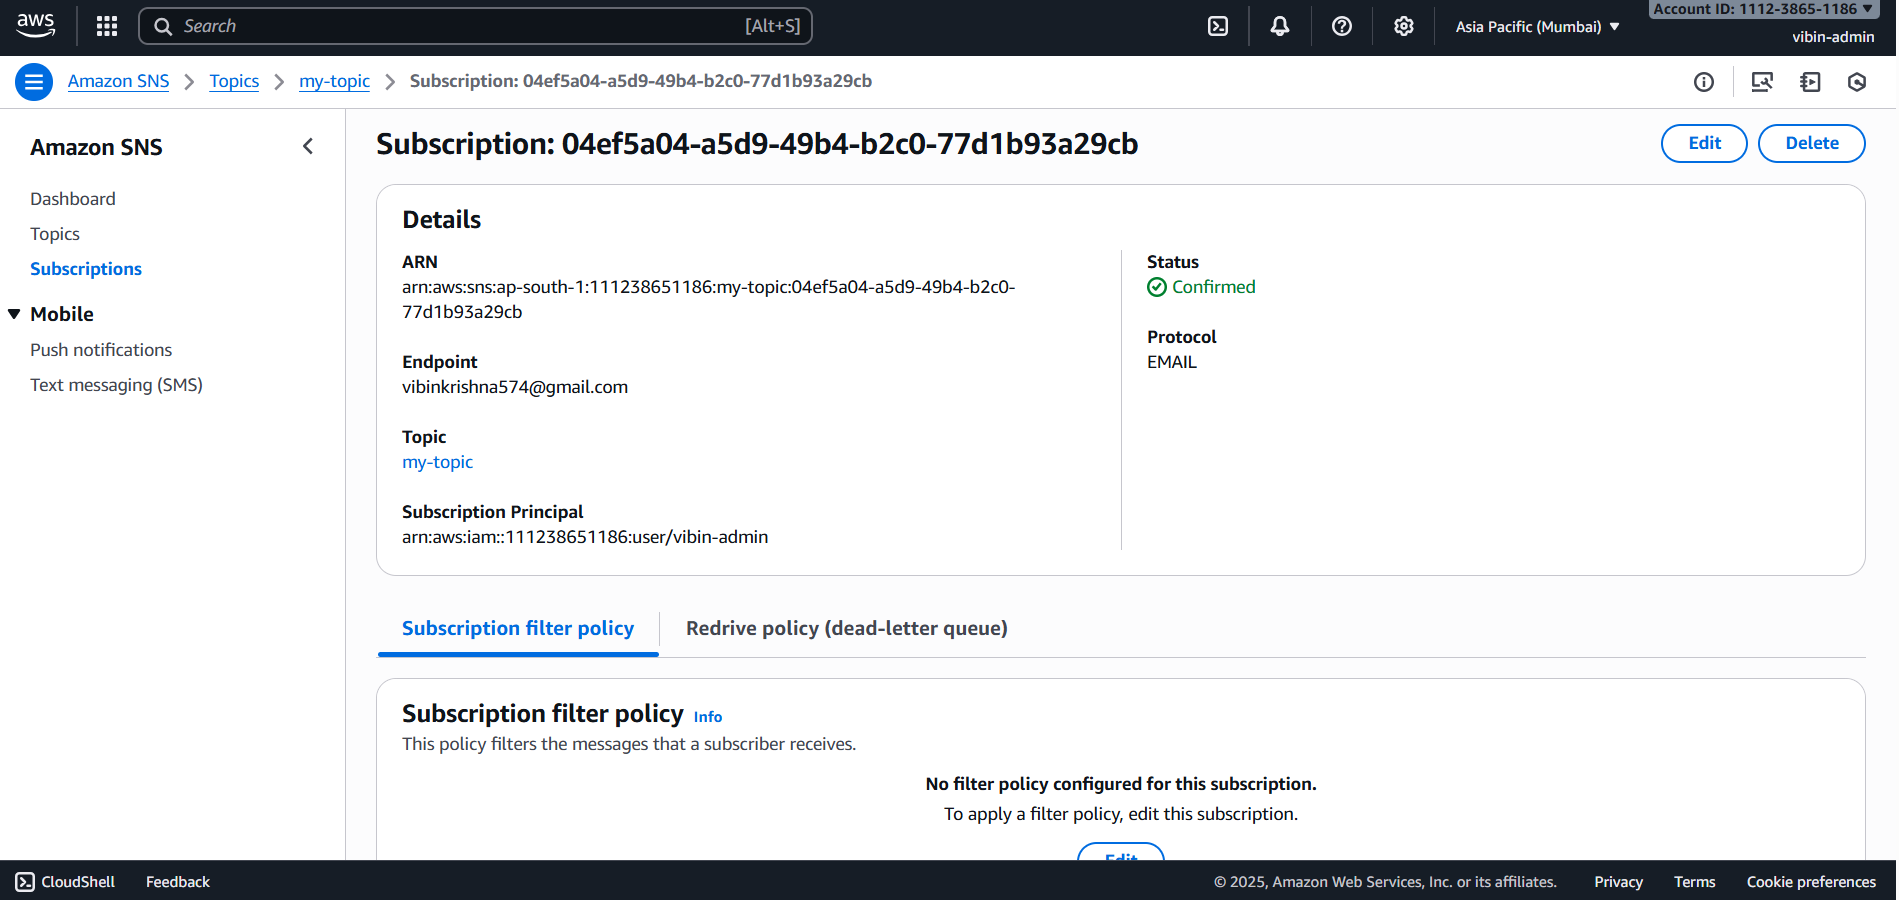 aws
Search
[Alt+S]
Asia Pacific (Mumbai)
Account ID: 1112-3865-1186
vibin-admin
Amazon SNS
Topics
my-topic
Subscription: 04ef5a04-a5d9-49b4-b2c0-77d1b93a29cb
Amazon SNS
Dashboard
Topics
Subscriptions
Mobile
Push notifications
Text messaging (SMS)
Subscription: 04ef5a04-a5d9-49b4-b2c0-77d1b93a29cb
Edit
Delete
Details
ARN
arn:aws:sns:ap-south-1:111238651186:my-topic:04ef5a04-a5d9-49b4-b2c0-
77d1b93a29cb
Endpoint
vibinkrishna574@gmail.com
Topic
my-topic
Subscription Principal
arn:aws:iam::111238651186:user/vibin-admin
Status
Confirmed
Protocol
EMAIL
Subscription filter policy
Redrive policy (dead-letter queue)
Subscription filter policy Info
This policy filters the messages that a subscriber receives.
No filter policy configured for this subscription.
To apply a filter policy, edit this subscription.
Edit
CloudShell
Feedback
© 2025, Amazon Web Services, Inc. or its affiliates.
Privacy
Terms
Cookie preferences